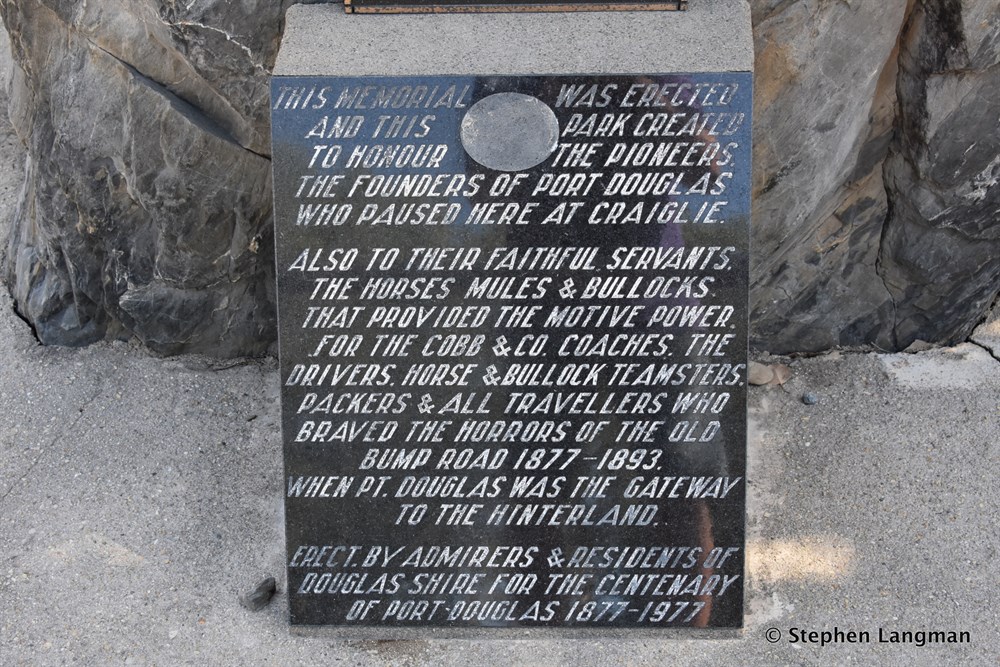 THIS MEMORIAL WAS ERECTED
AND THIS PARK CREATED
TO HONOUR THE PIONEERS,
THE FOUNDERS OF PORT DOUGLAS
WHO PAUSED HERE AT CRAIGLIE.
ALSO TO THEIR FAITHFUL SERVANTS,
THE HORSES MULES & BULLOCKS
THAT PROVIDED THE MOTIVE POWER,
FOR THE COBB & CO. COACHES, THE
DRIVERS, HORSE & BULLOCK TEAMSTERS,
PACKERS & ALL TRAVELLERS WHO
BRAVED THE HORRORS OF THE OLD
BUMP ROAD 1877-1893,
WHEN PT. DOUGLAS WAS THE GATEWAY
TO THE HINTERLAND.
ERECT. BY ADMIRERS & RESIDENTS OF
DOUGLAS SHIRE FOR THE CENTENARY
OF PORT DOUGLAS 1877-1977
© Stephen Langman